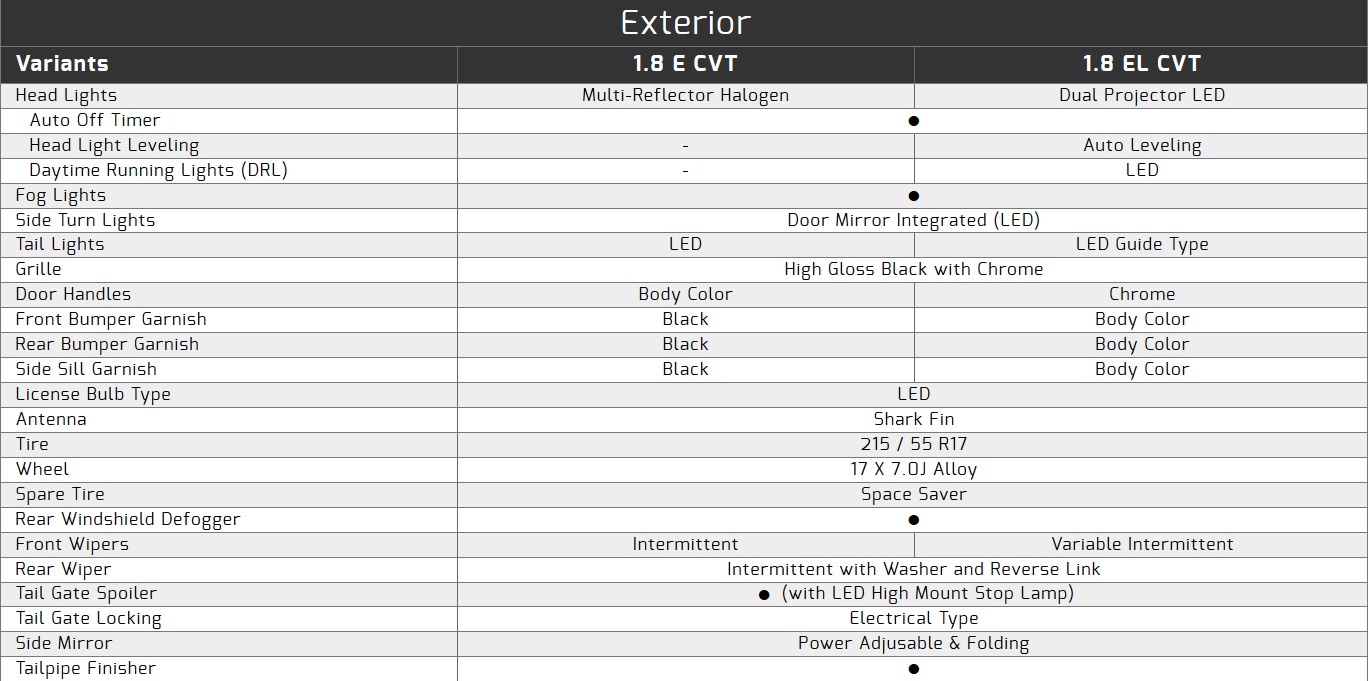 Exterior
Variants 1.8 E CVT 1.8 EL CVT
Head Lights Multi-Reflector Halogen Dual Projector LED
Auto Off Timer ●
Head Light Leveling - Auto Leveling
Daytime Running Lights (DRL) - LED
Fog Lights ●
Side Turn Lights Door Mirror Integrated (LED)
Tail Lights LED LED Guide Type
Grille High Gloss Black with Chrome
Door Handles Body Color Chrome
Front Bumper Garnish Black Body Color
Rear Bumper Garnish Black Body Color
Side Sill Garnish Black Body Color
License Bulb Type LED
Antenna Shark Fin
Tire 215 / 55 R17
Wheel 17 X 7.0J Alloy
Spare Tire Space Saver
Rear Windshield Defogger ●
Front Wipers Intermittent Variable Intermittent
Rear Wiper Intermittent with Washer and Reverse Link
Tail Gate Spoiler ● (with LED High Mount Stop Lamp)
Tail Gate Locking Electrical Type
Side Mirror Power Adjusable & Folding
Tailpipe Finisher ●